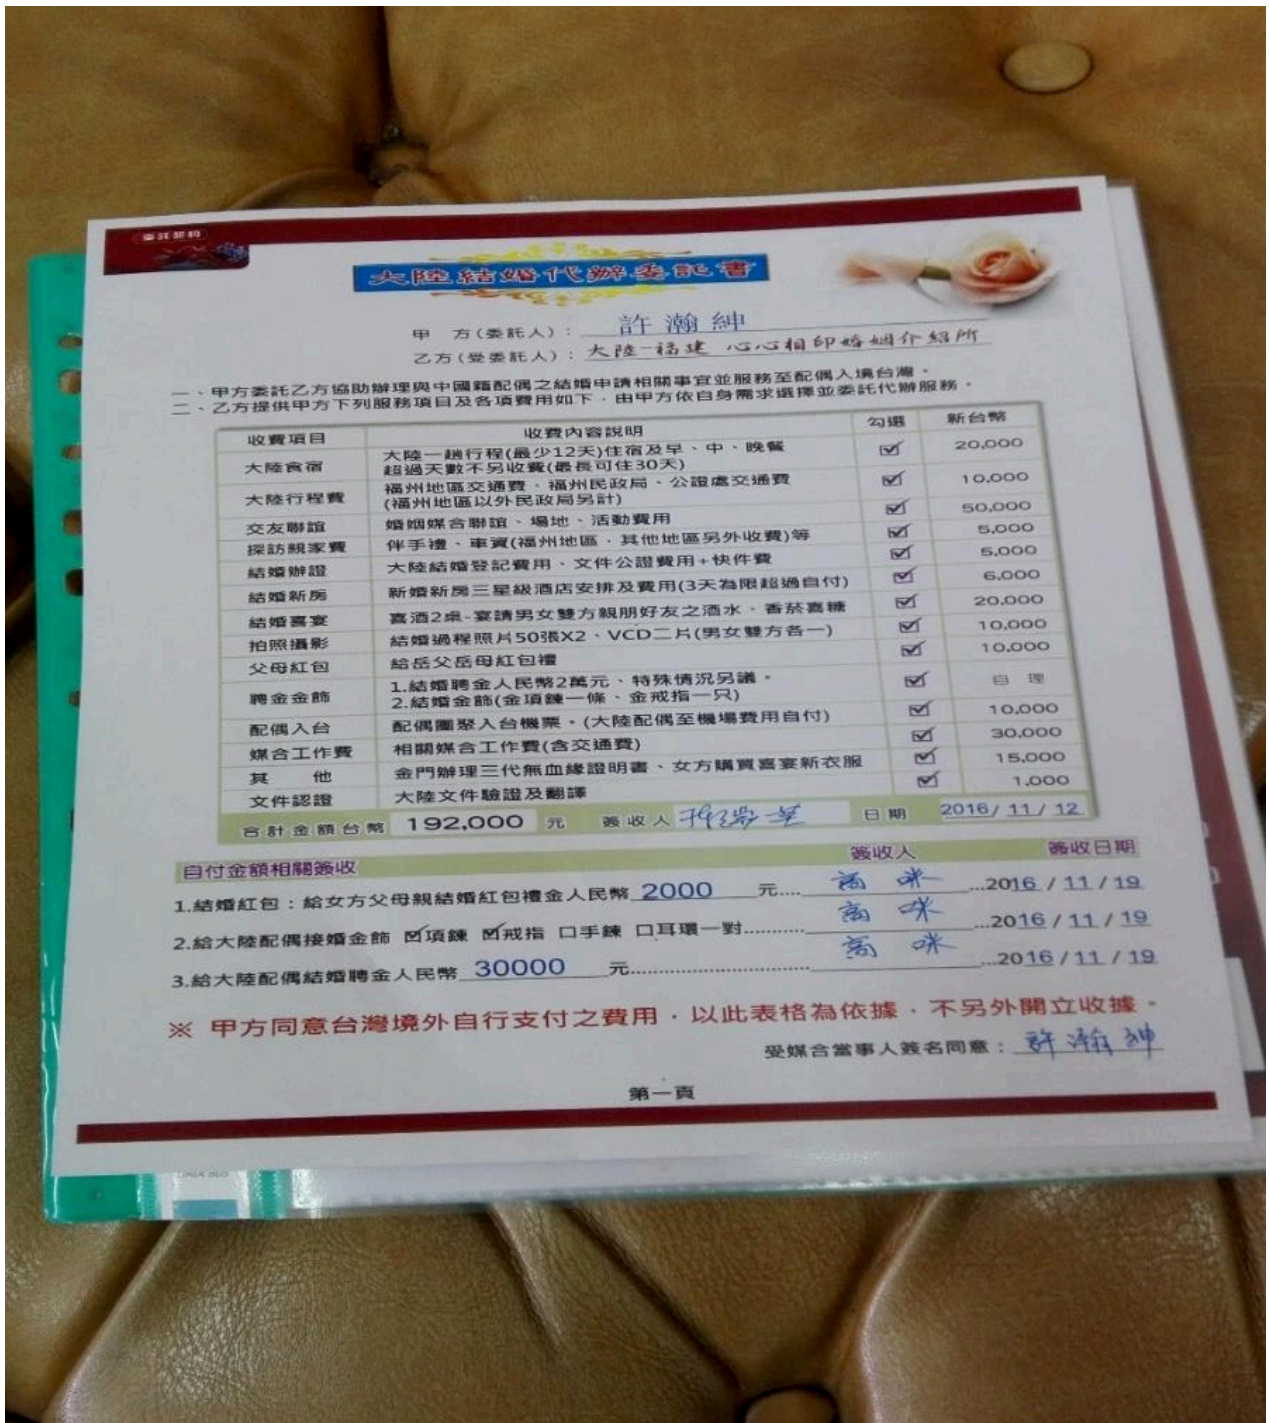 委託契約
大陸結婚代辦委託書
甲 方(委託人)： 許瀚紳
乙方(受委託人)： 大陸-福建 心心相印婚姻介紹所
一、甲方委託乙方協助辦理與中國籍配偶之結婚申請相關事宜並服務至配偶入境台灣。
二、乙方提供甲方下列服務項目及各項費用如下，由甲方依自身需求選擇並委託代辦服務。
收費項目 收費內容說明 勾選 新台幣
大陸食宿 大陸一趟行程(最少12天)住宿及早、中、晚餐 ☑ 20,000
超過天數不另收費(最長可住30天)
大陸行程費 福州地區交通費、福州民政局、公證處交通費 ☑ 10,000
(福州地區以外民政局另計)
交友聯誼 婚姻媒合聯誼、場地、活動費用 ☑ 50,000
探訪親家費 伴手禮、車資(福州地區，其他地區另外收費)等 ☑ 5,000
結婚辦證 大陸結婚登記費用、文件公證費用+快件費 ☑ 5,000
結婚新房 新婚新房三星級酒店安排及費用(3天為限超過自付) ☑ 6,000
結婚喜宴 喜酒2桌-宴請男女雙方親朋好友之酒水、香菸喜糖 ☑ 20,000
拍照攝影 結婚過程照片50張X2、VCD二片(男女雙方各一) ☑ 10,000
父母紅包 給岳父岳母紅包禮 ☑ 10,000
聘金金飾 1.結婚聘金人民幣2萬元、特殊情況另議。 ☑ 自 理
2.結婚金飾(金項鍊一條、金戒指一只)
配偶入台 配偶團聚入台機票。(大陸配偶至機場費用自付) ☑ 10,000
媒合工作費 相關媒合工作費(含交通費) ☑ 30,000
其 他 金門辦理三代無血緣證明書、女方購買喜宴新衣服 ☑ 15,000
文件認證 大陸文件驗證及翻譯 ☑ 1,000
合計金額台幣 192,000 元 簽收人 日期 2016/11/12
自付金額相關簽收 簽收人 簽收日期
1.結婚紅包：給女方父母親結婚紅包禮金人民幣 2000 元.... 高咪 ...2016/11/19
2.給大陸配偶接婚金飾 ☑項鍊 ☑戒指 口手鍊 口耳環一對.......... 高咪 ...2016/11/19
3.給大陸配偶結婚聘金人民幣 30000 元.............................. 高咪 ...2016/11/19
※ 甲方同意台灣境外自行支付之費用，以此表格為依據，不另外開立收據。
受媒合當事人簽名同意： 許瀚紳
第一頁